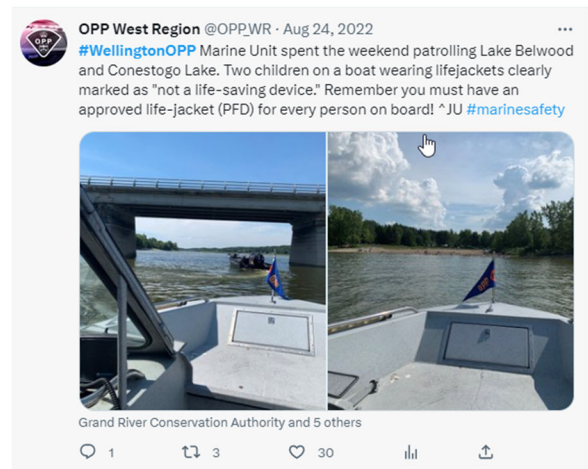 OPP West Region @OPP_WR · Aug 24, 2022
#WellingtonOPP Marine Unit spent the weekend patrolling Lake Belwood
and Conestogo Lake. Two children on a boat wearing lifejackets clearly
marked as "not a life-saving device." Remember you must have an
approved life-jacket (PFD) for every person on board! ^JU #marinesafety
OPP
Grand River Conservation Authority and 5 others
1 3 30